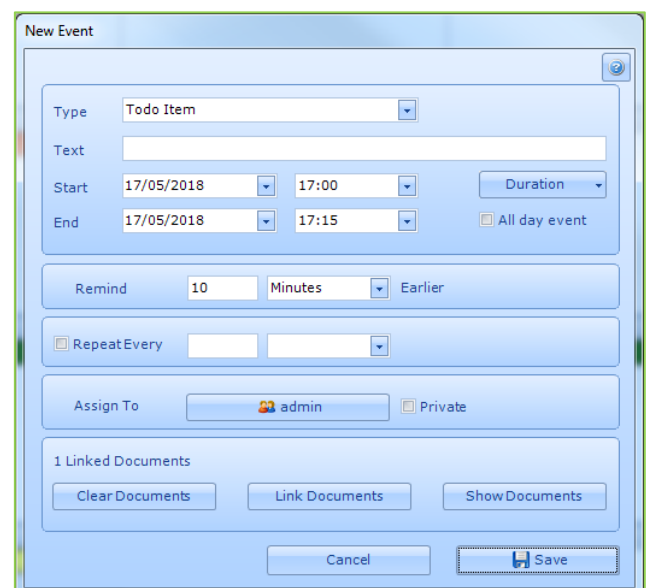 New Event
Type Todo Item
Text
Start 17/05/2018 17:00 Duration
End 17/05/2018 17:15 All day event
Remind 10 Minutes Earlier
Repeat Every
Assign To admin Private
1 Linked Documents
Clear Documents Link Documents Show Documents
Cancel Save